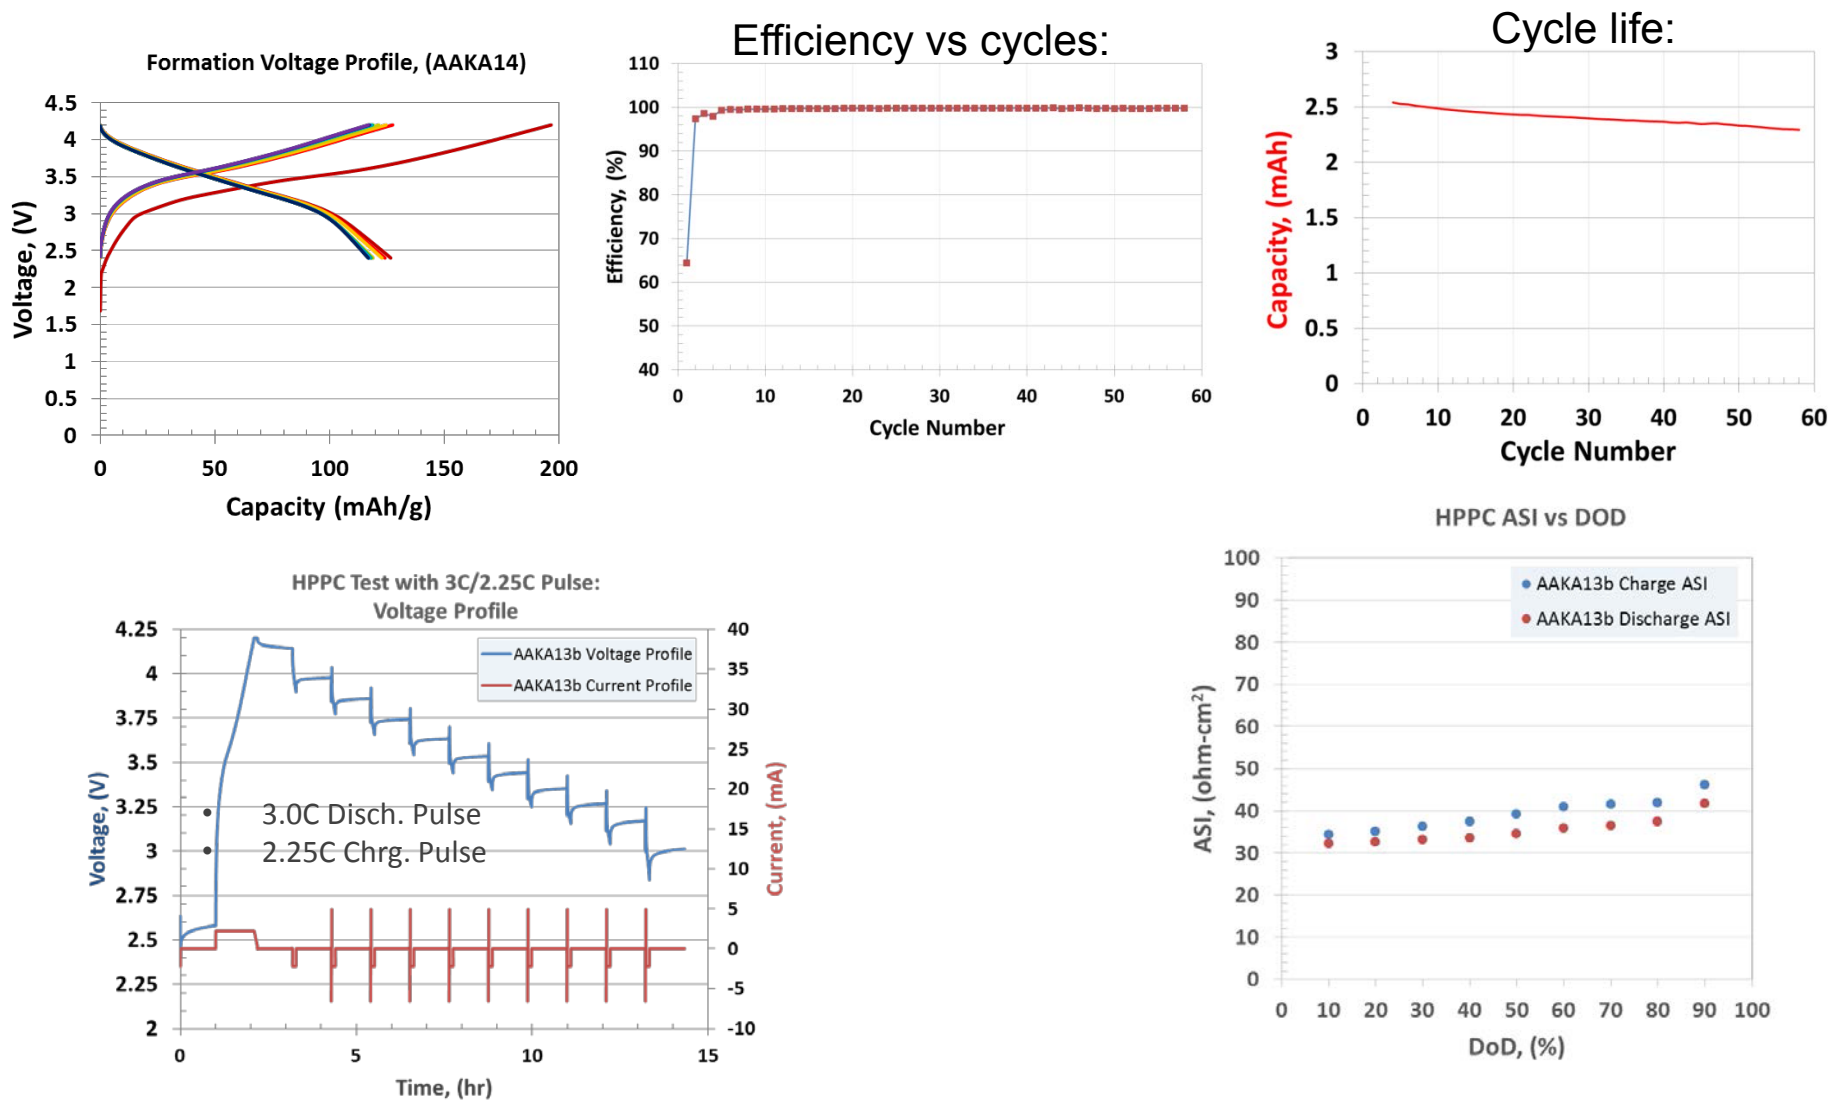 Efficiency vs cycles:
Cycle life:
Formation Voltage Profile, (AAKA14)
4.5
4
3.5
3
2.5
2
1.5
1
0.5
0
Voltage, (V)
0 50 100 150 200
Capacity (mAh/g)
110
100
90
80
70
60
50
40
Efficiency, (%)
0 10 20 30 40 50 60
Cycle Number
3
2.5
2
1.5
1
0.5
0
Capacity, (mAh)
0 10 20 30 40 50 60
Cycle Number
HPPC Test with 3C/2.25C Pulse:
Voltage Profile
AAKA13b Voltage Profile
AAKA13b Current Profile
4.25
4
3.75
3.5
3.25
3
2.75
2.5
2.25
2
Voltage, (V)
• 3.0C Disch. Pulse
• 2.25C Chrg. Pulse
40
35
30
25
20
15
10
5
0
-5
-10
Current, (mA)
0 5 10 15
Time, (hr)
HPPC ASI vs DOD
AAKA13b Charge ASI
AAKA13b Discharge ASI
100
90
80
70
60
50
40
30
20
10
0
ASI, (ohm-cm²)
0 10 20 30 40 50 60 70 80 90 100
DoD, (%)